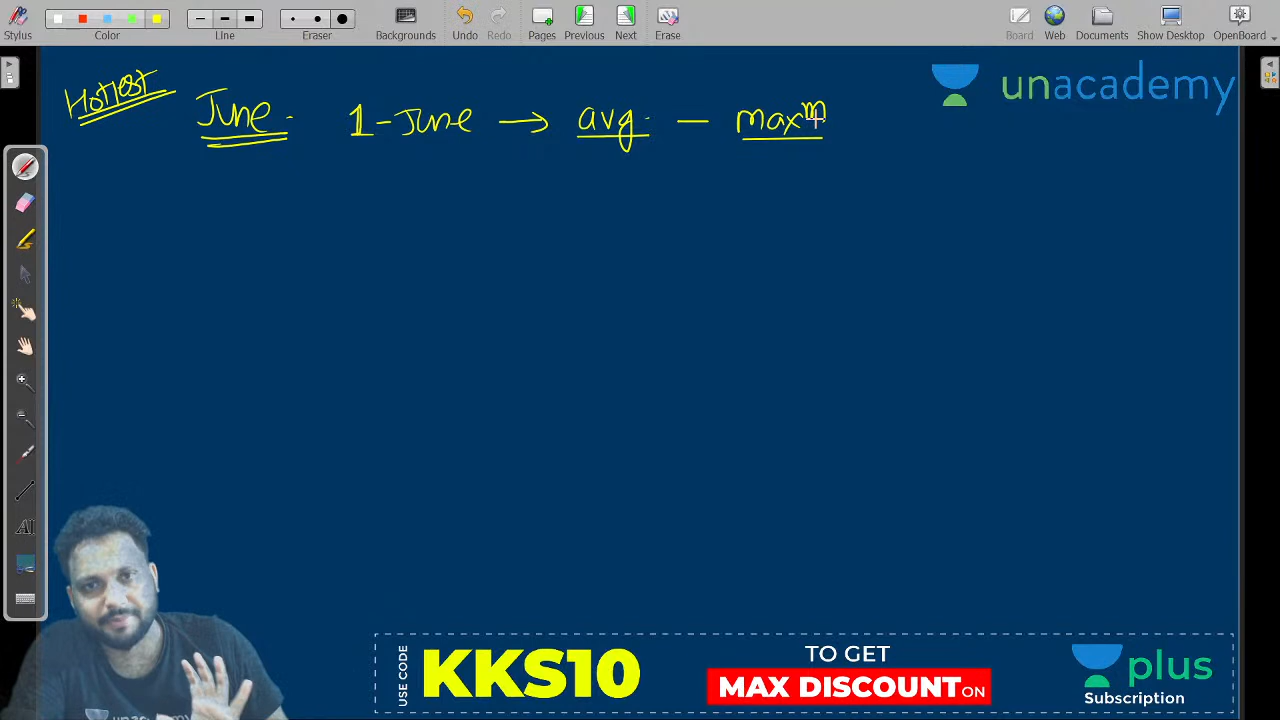 Stylus
Color
Line
Eraser
Backgrounds
Undo
Redo
Pages
Previous
Next
Erase
Board
Web
Documents
Show Desktop
OpenBoard
Hottest June. 1-June → avg. — maxm
unacademy
unacademy
USE CODE
KKS10
TO GET
MAX DISCOUNT ON
plus
Subscription